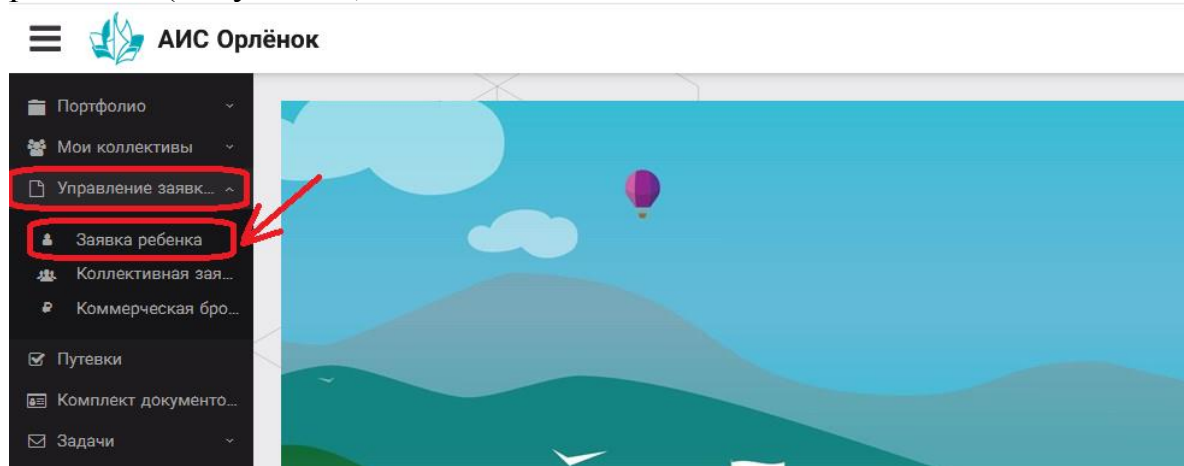 АИС Орлёнок
Портфолио
Мои коллективы
Управление заявк...
Заявка ребенка
Коллективная зая...
Коммерческая бро...
Путевки
Комплект документо...
Задачи